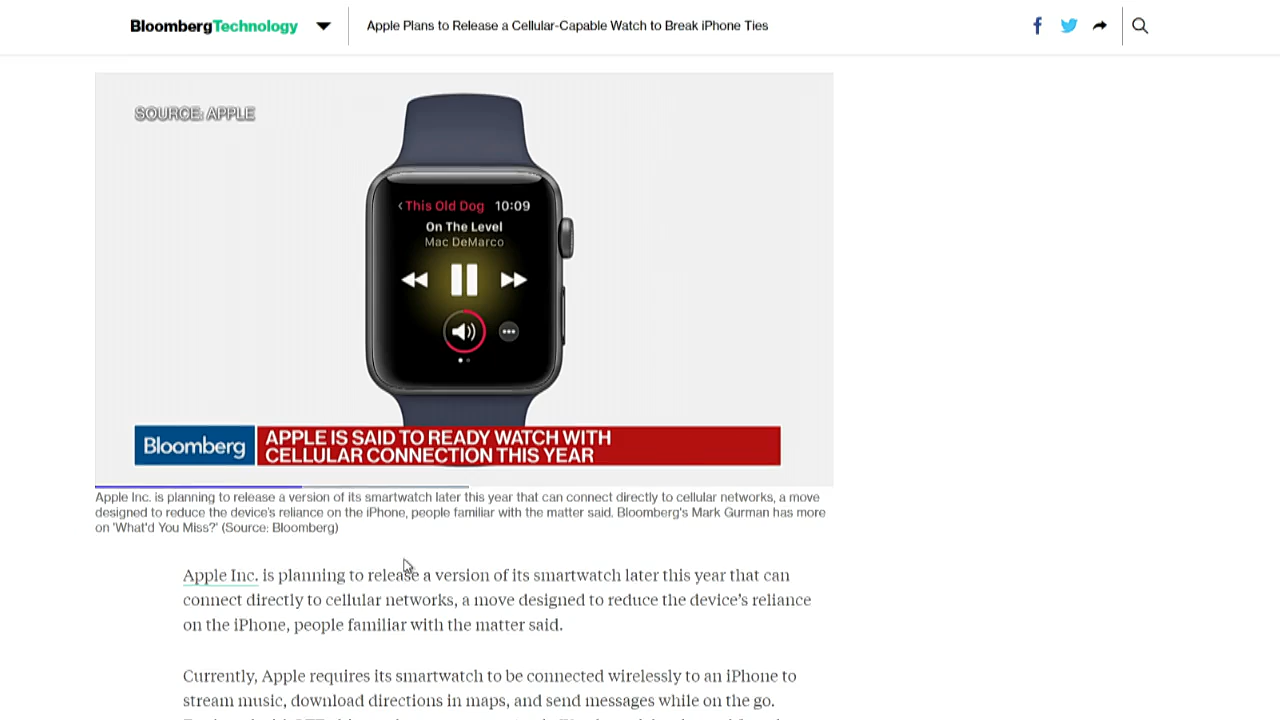 BloombergTechnology
Apple Plans to Release a Cellular-Capable Watch to Break iPhone Ties
SOURCE: APPLE
This Old Dog 10:09
On The Level
Mac DeMarco
Bloomberg
APPLE IS SAID TO READY WATCH WITH
CELLULAR CONNECTION THIS YEAR
Apple Inc. is planning to release a version of its smartwatch later this year that can connect directly to cellular networks, a move
designed to reduce the device's reliance on the iPhone, people familiar with the matter said. Bloomberg's Mark Gurman has more
on 'What'd You Miss?' (Source: Bloomberg)
Apple Inc. is planning to release a version of its smartwatch later this year that can
connect directly to cellular networks, a move designed to reduce the device’s reliance
on the iPhone, people familiar with the matter said.
Currently, Apple requires its smartwatch to be connected wirelessly to an iPhone to
stream music, download directions in maps, and send messages while on the go.